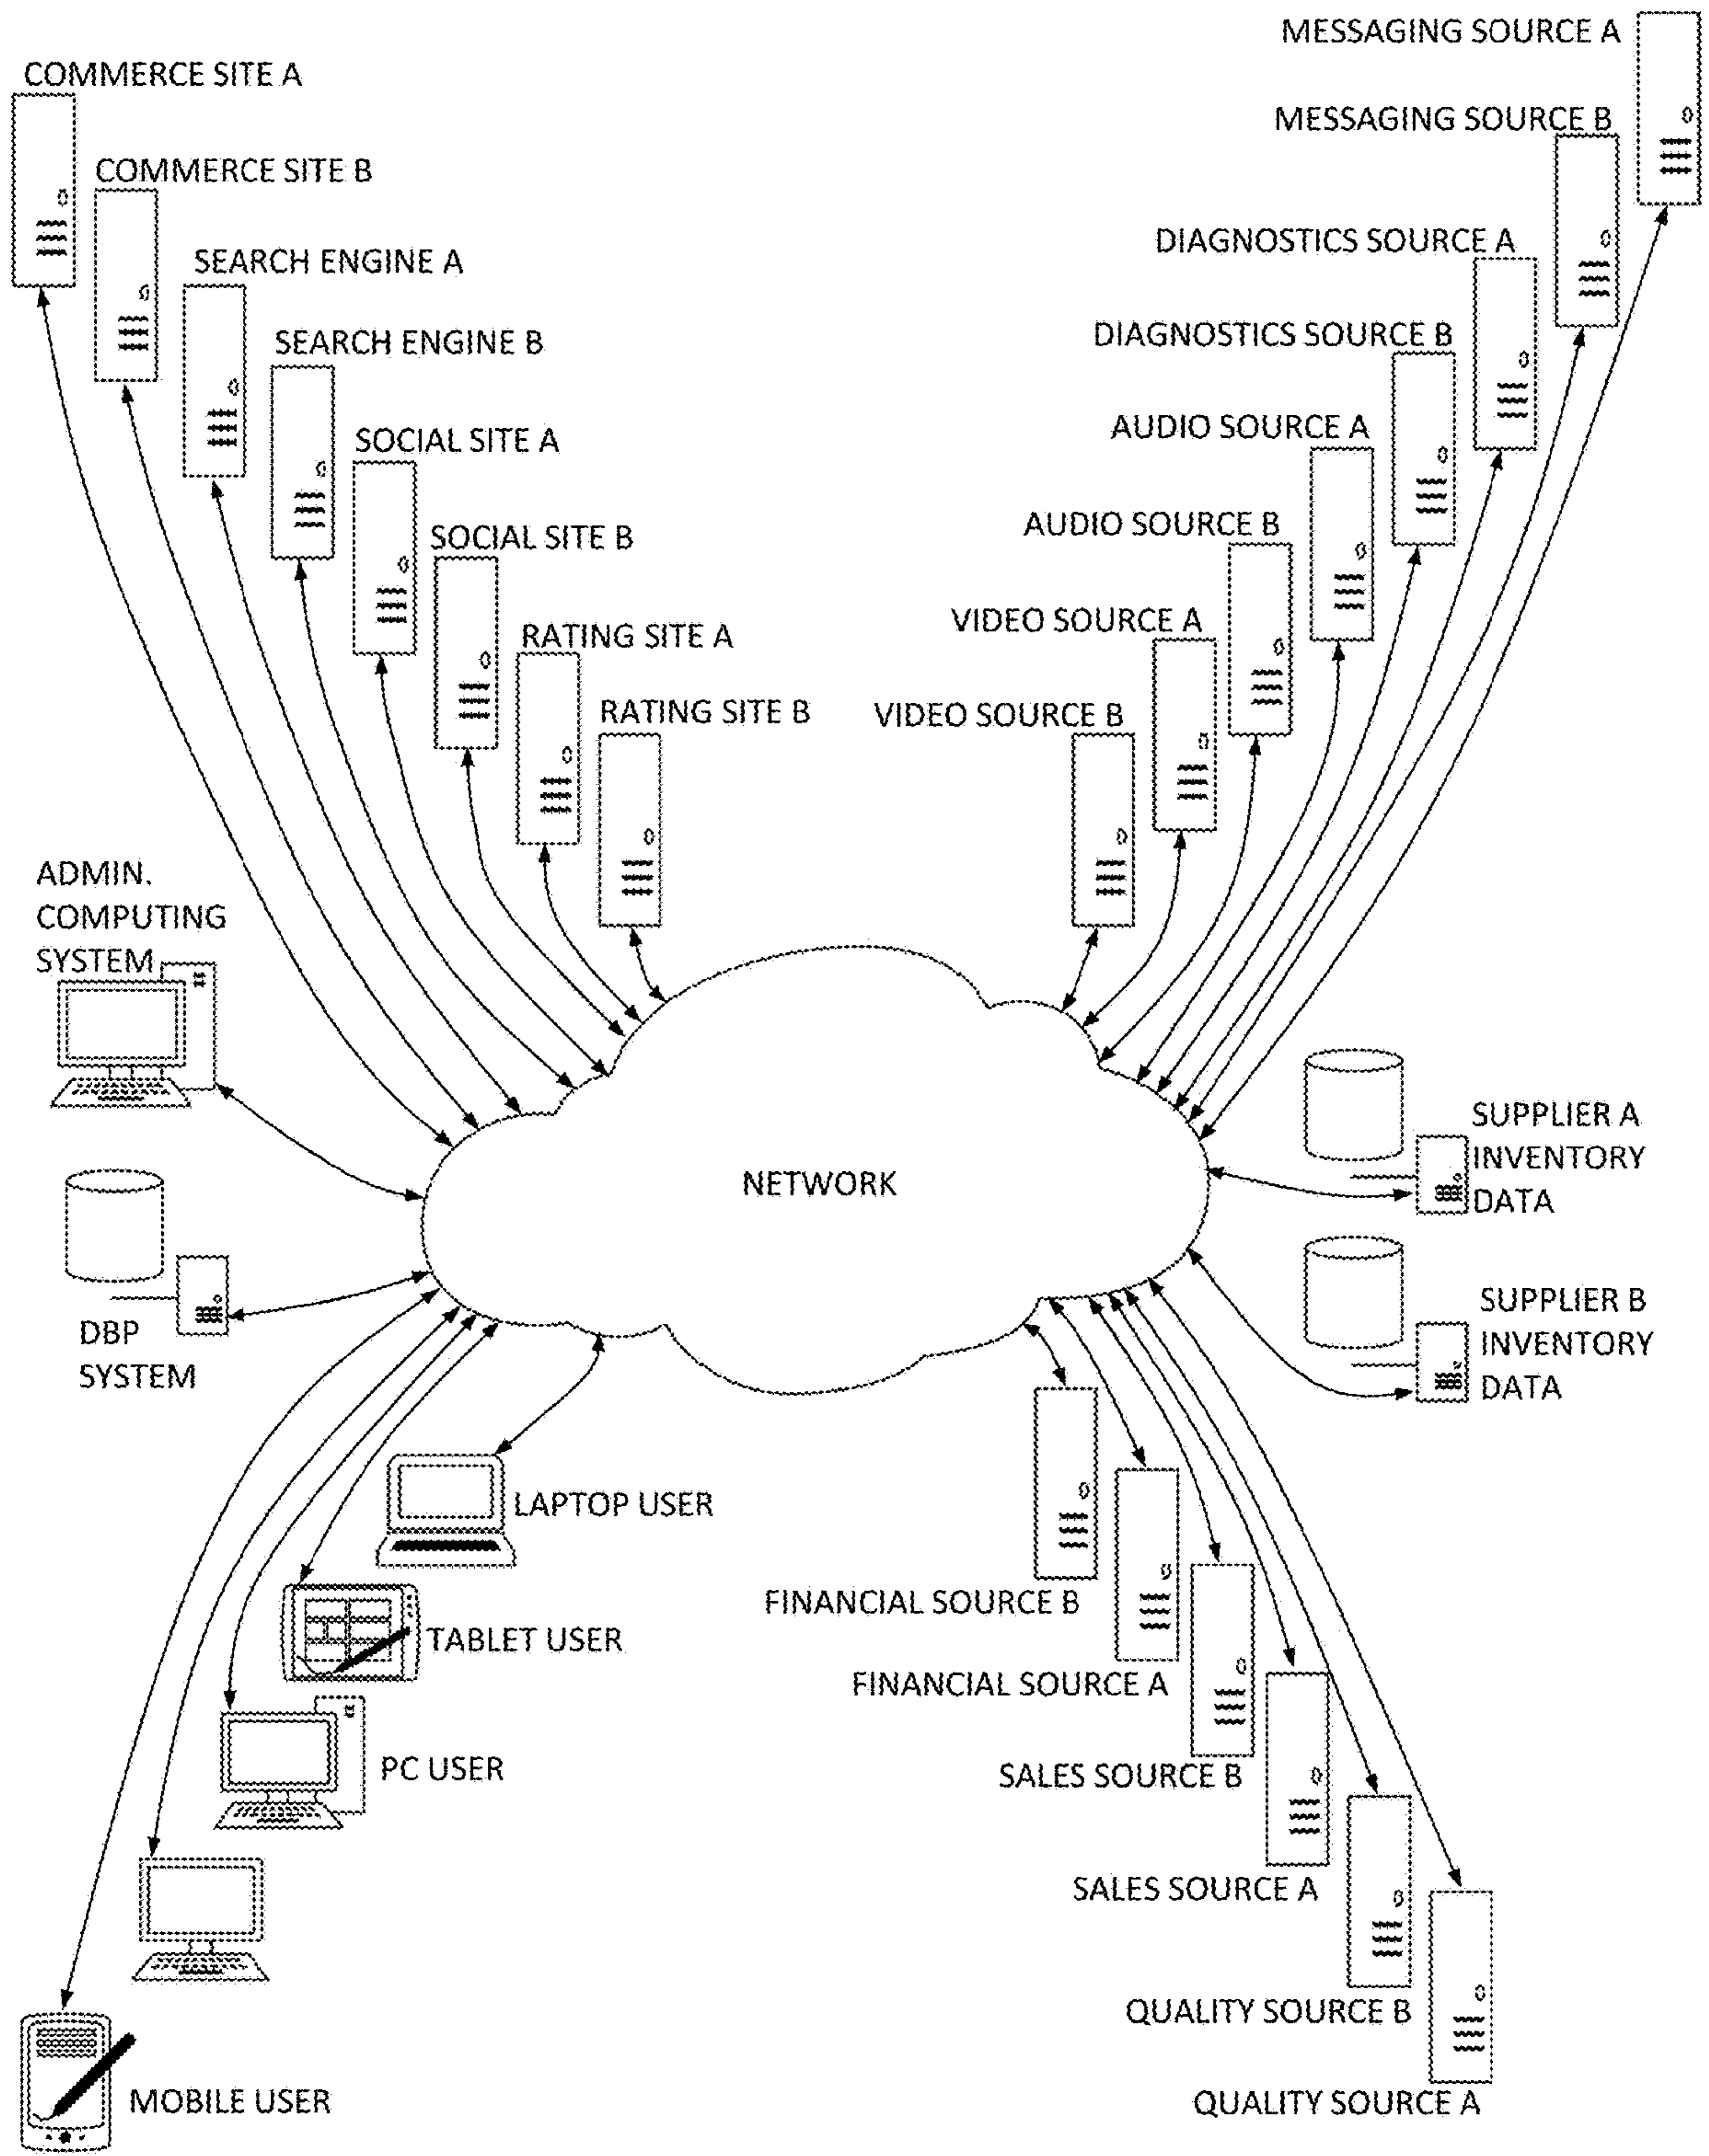 MESSAGING SOURCE A
COMMERCE SITE A
MESSAGING SOURCE B
COMMERCE SITE B
DIAGNOSTICS SOURCE A
SEARCH ENGINE A
DIAGNOSTICS SOURCE B
SEARCH ENGINE B
AUDIO SOURCE A
SOCIAL SITE A
AUDIO SOURCE B
SOCIAL SITE B
VIDEO SOURCE A
RATING SITE A
RATING SITE B
VIDEO SOURCE B
ADMIN.
COMPUTING
SYSTEM
NETWORK
SUPPLIER A
INVENTORY
DATA
DBP
SYSTEM
SUPPLIER B
INVENTORY
DATA
LAPTOP USER
FINANCIAL SOURCE B
TABLET USER
FINANCIAL SOURCE A
PC USER
SALES SOURCE B
SALES SOURCE A
QUALITY SOURCE B
MOBILE USER
QUALITY SOURCE A